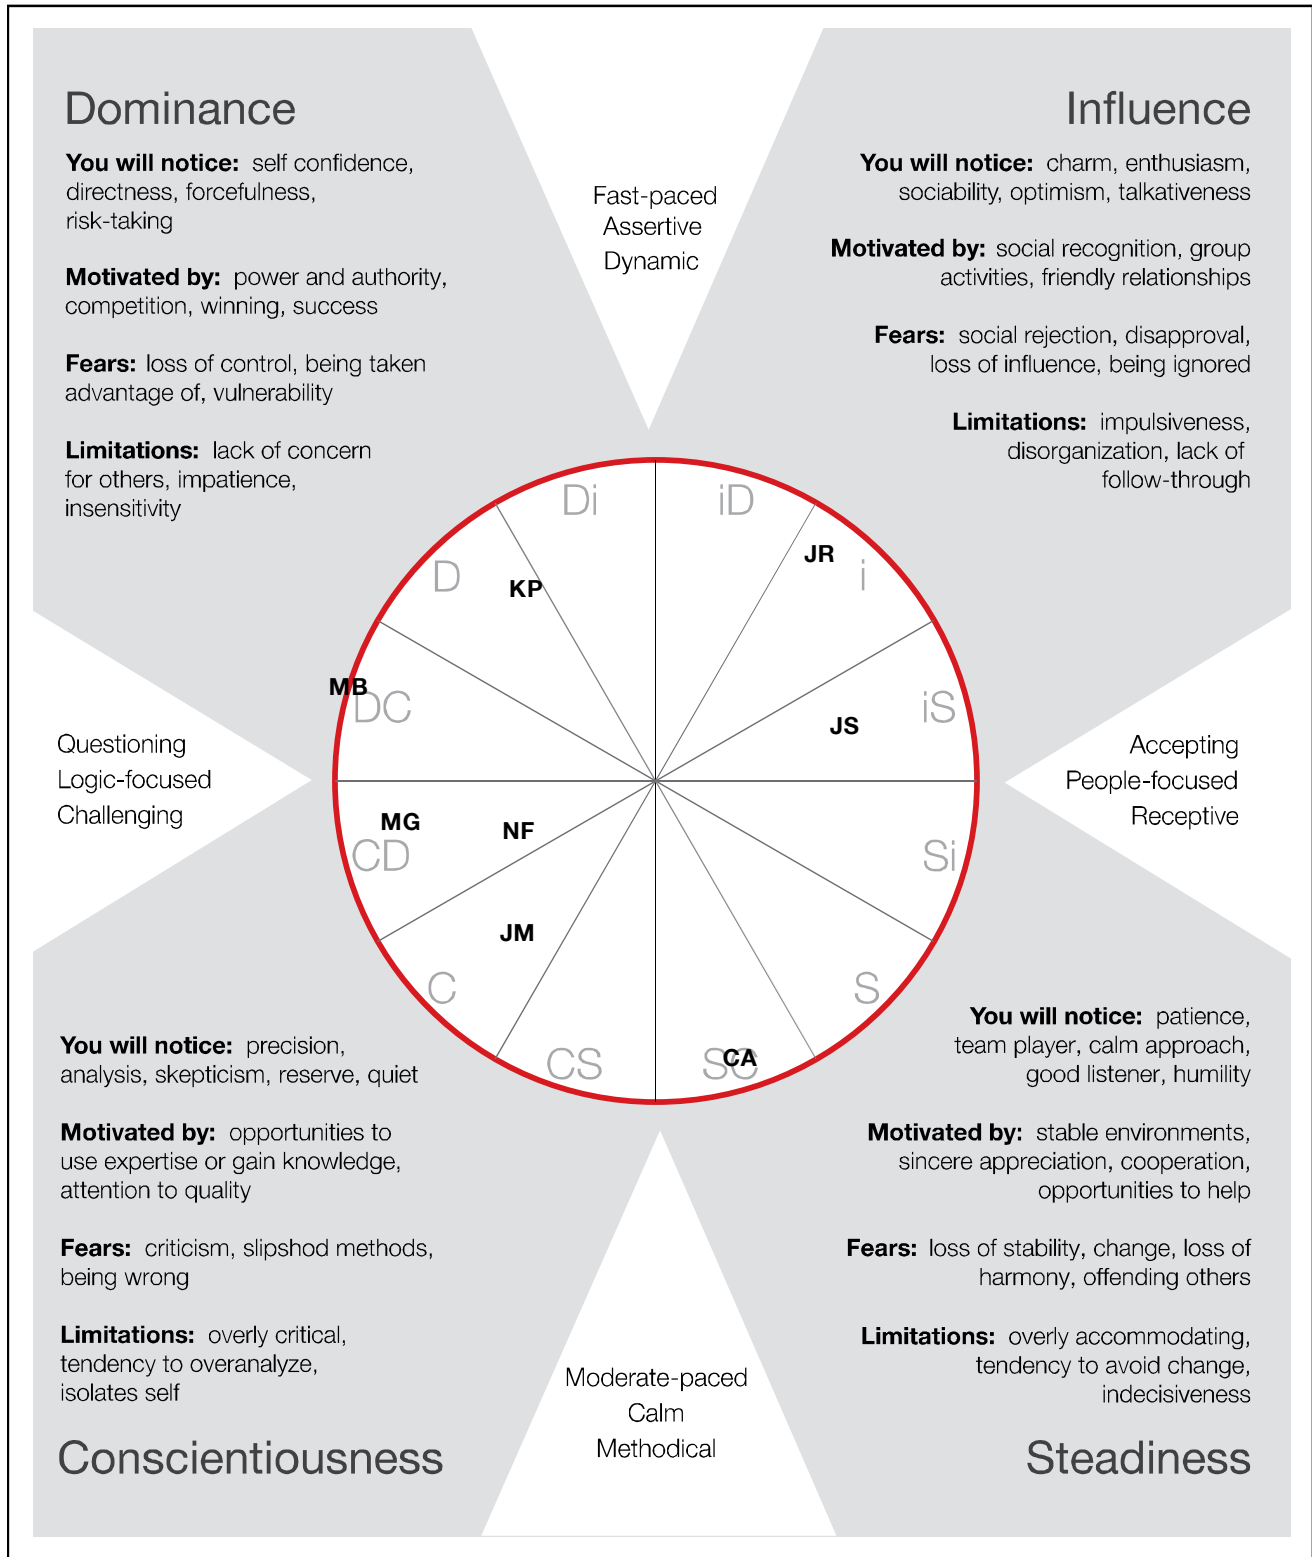 Dominance
You will notice: self confidence,
directness, forcefulness,
risk-taking
Motivated by: power and authority,
competition, winning, success
Fears: loss of control, being taken
advantage of, vulnerability
Limitations: lack of concern
for others, impatience,
insensitivity
Fast-paced
Assertive
Dynamic
Influence
You will notice: charm, enthusiasm,
sociability, optimism, talkativeness
Motivated by: social recognition, group
activities, friendly relationships
Fears: social rejection, disapproval,
loss of influence, being ignored
Limitations: impulsiveness,
disorganization, lack of
follow-through
Di
iD
JR
D
i
KP
MB
DC
iS
JS
Questioning
Logic-focused
Challenging
Accepting
People-focused
Receptive
MG
NF
CD
Si
JM
C
S
CS
SC
CA
You will notice: precision,
analysis, skepticism, reserve, quiet
Motivated by: opportunities to
use expertise or gain knowledge,
attention to quality
Fears: criticism, slipshod methods,
being wrong
Limitations: overly critical,
tendency to overanalyze,
isolates self
Conscientiousness
Moderate-paced
Calm
Methodical
You will notice: patience,
team player, calm approach,
good listener, humility
Motivated by: stable environments,
sincere appreciation, cooperation,
opportunities to help
Fears: loss of stability, change, loss of
harmony, offending others
Limitations: overly accommodating,
tendency to avoid change,
indecisiveness
Steadiness